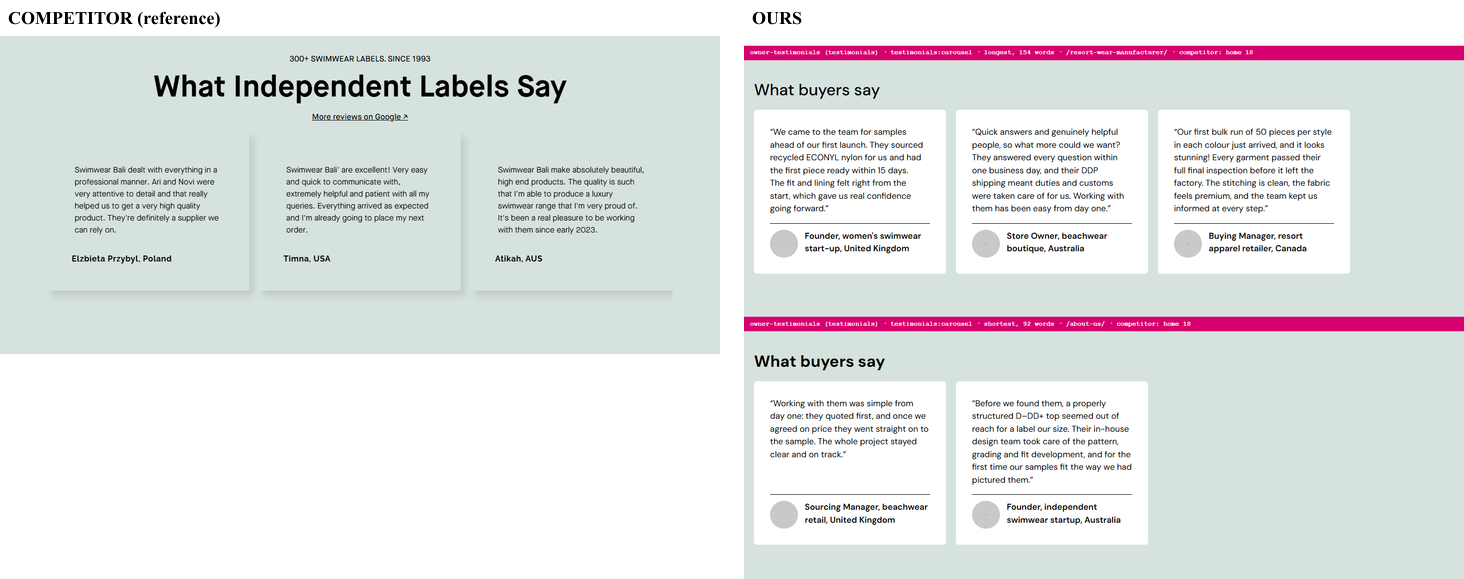 COMPETITOR (reference)
300+ SWIMWEAR LABELS. SINCE 1993
What Independent Labels Say
More reviews on Google ↗
Swimwear Bali dealt with everything in a
professional manner. Ari and Novi were
very attentive to detail and that really
helped us to get a very high quality
product. They're definitely a supplier we
can rely on.
Elzbieta Przybyl, Poland
Swimwear Bali' are excellent! Very easy
and quick to communicate with,
extremely helpful and patient with all my
queries. Everything arrived as expected
and I'm already going to place my next
order.
Timna, USA
Swimwear Bali make absolutely beautiful,
high end products. The quality is such
that I'm able to produce a luxury
swimwear range that I'm very proud of.
It's been a real pleasure to be working
with them since early 2023.
Atikah, AUS
OURS
owner-testimonials (testimonials) · testimonials:carousel · longest, 154 words · /resort-wear-manufacturer/ · competitor: home 18
What buyers say
“We came to the team for samples
ahead of our first launch. They sourced
recycled ECONYL nylon for us and had
the first piece ready within 15 days.
The fit and lining felt right from the
start, which gave us real confidence
going forward.”
Founder, women's swimwear
start-up, United Kingdom
“Quick answers and genuinely helpful
people, so what more could we want?
They answered every question within
one business day, and their DDP
shipping meant duties and customs
were taken care of for us. Working with
them has been easy from day one.”
Store Owner, beachwear
boutique, Australia
“Our first bulk run of 50 pieces per style
in each colour just arrived, and it looks
stunning! Every garment passed their
full final inspection before it left the
factory. The stitching is clean, the fabric
feels premium, and the team kept us
informed at every step.”
Buying Manager, resort
apparel retailer, Canada
owner-testimonials (testimonials) · testimonials:carousel · shortest, 92 words · /about-us/ · competitor: home 18
What buyers say
“Working with them was simple from
day one: they quoted first, and once we
agreed on price they went straight on to
the sample. The whole project stayed
clear and on track.”
Sourcing Manager, beachwear
retail, United Kingdom
“Before we found them, a properly
structured D–DD+ top seemed out of
reach for a label our size. Their in-house
design team took care of the pattern,
grading and fit development, and for the
first time our samples fit the way we had
pictured them.”
Founder, independent
swimwear startup, Australia